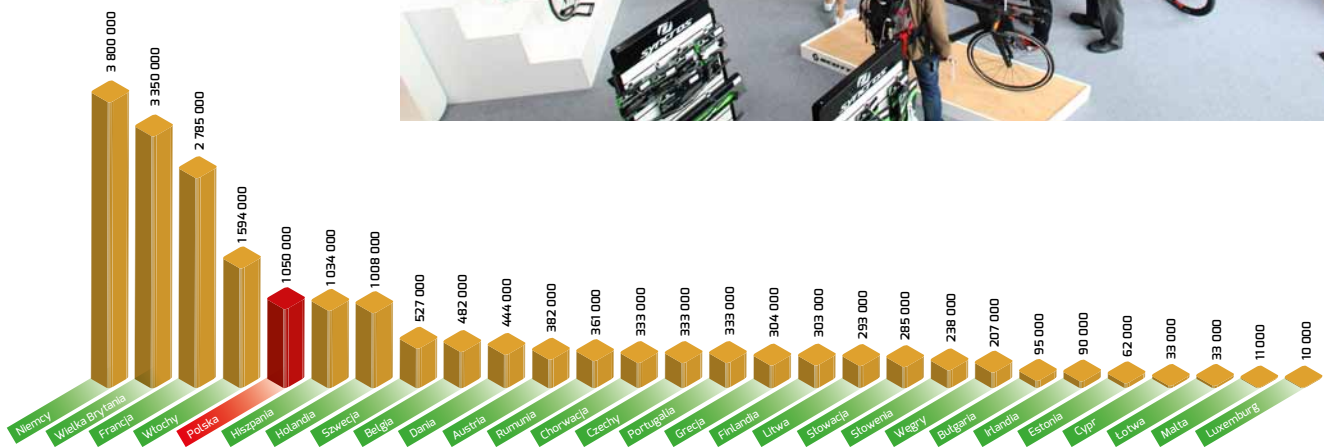 SYNCROS
SCOTT
SYNCROS
3 800 000
3 350 000
2 785 000
1 594 000
1 050 000
1 034 000
1 008 000
527 000
482 000
444 000
382 000
361 000
333 000
333 000
333 000
304 000
303 000
293 000
285 000
238 000
207 000
95 000
90 000
62 000
33 000
33 000
11 000
10 000
Niemcy
Wielka Brytania
Francja
Włochy
Polska
Hiszpania
Holandia
Szwecja
Belgia
Dania
Austria
Rumunia
Chorwacja
Czechy
Portugalia
Grecja
Finlandia
Litwa
Słowacja
Słowenia
Węgry
Bulgaria
Irlandia
Estonia
Cypr
Łotwa
Malta
Luxemburg